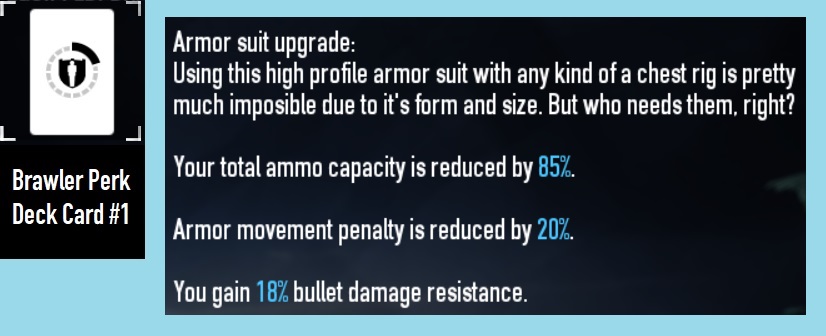 Brawler Perk
Deck Card #1
Armor suit upgrade:
Using this high profile armor suit with any kind of a chest rig is pretty
much imposible due to it's form and size. But who needs them, right?
Your total ammo capacity is reduced by 85%.
Armor movement penalty is reduced by 20%.
You gain 18% bullet damage resistance.